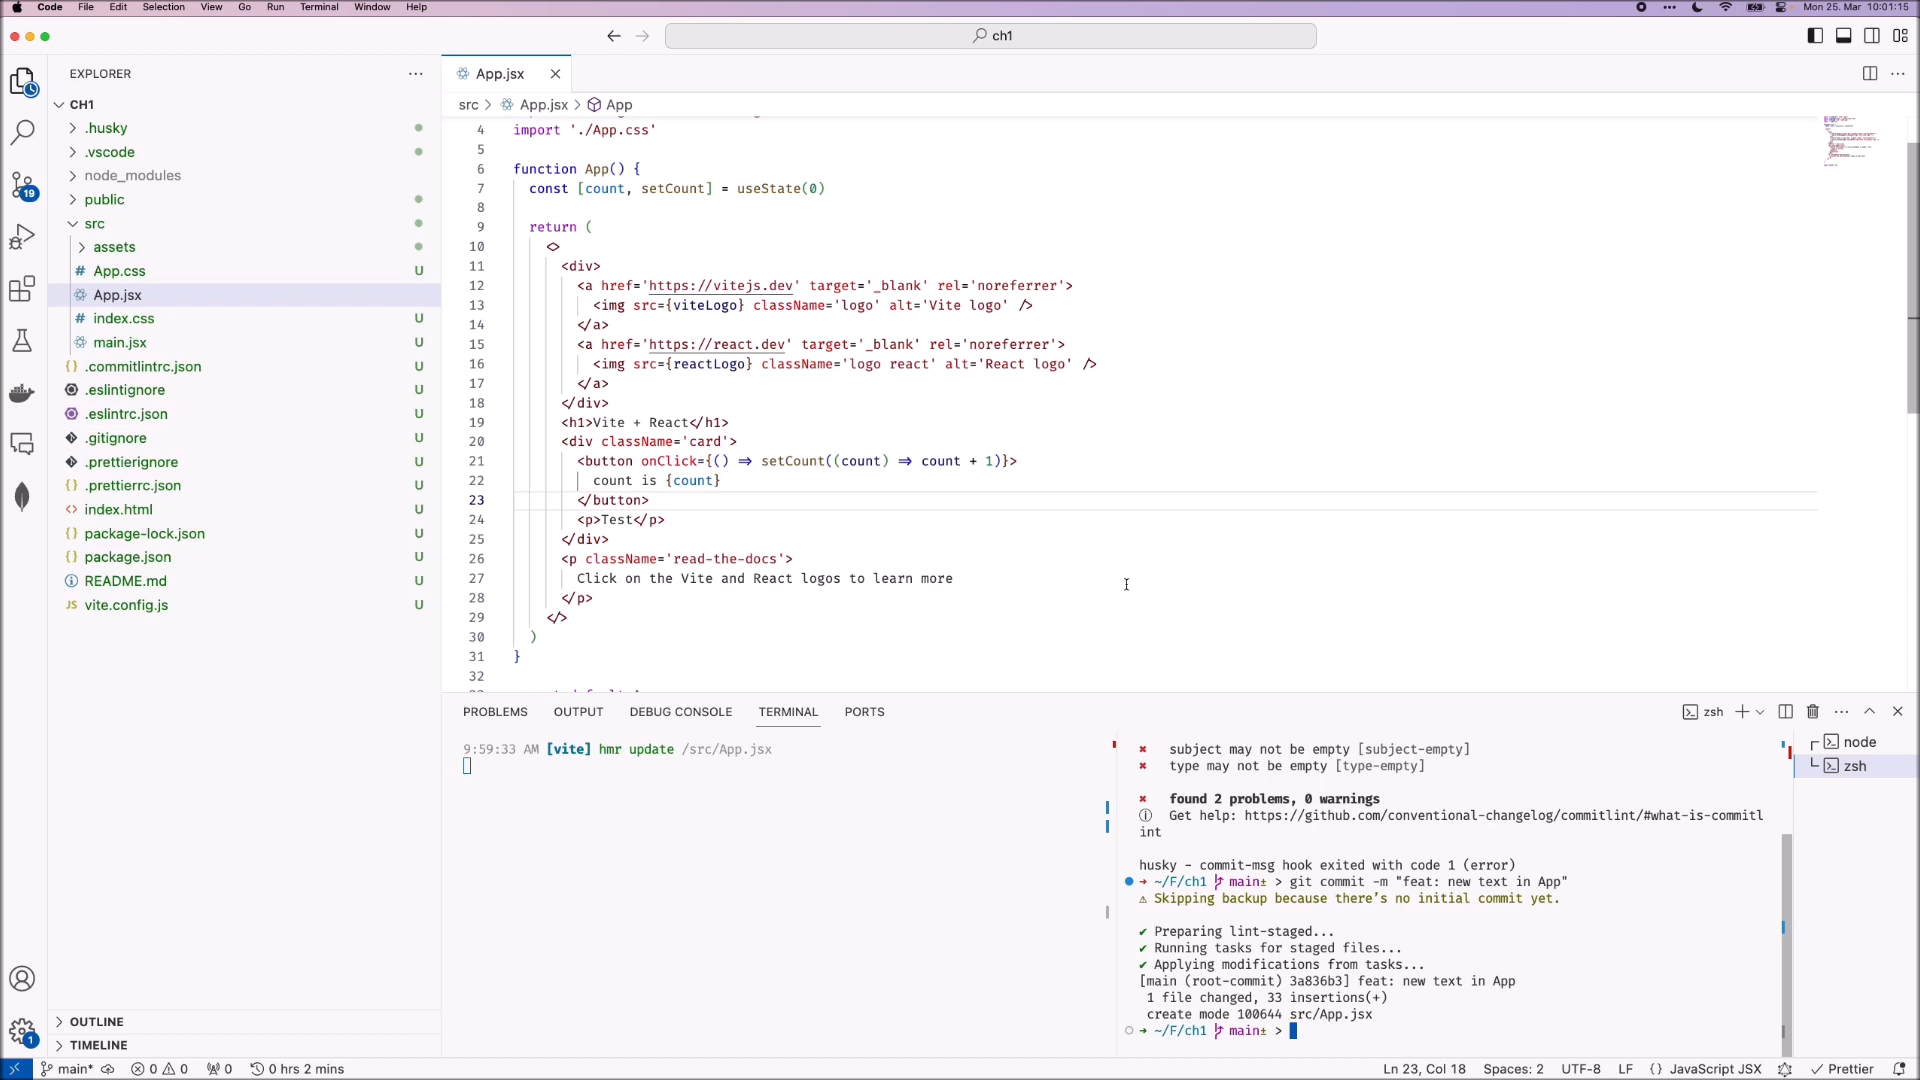 Code File Edit Selection View Go Run Terminal Window Help
Mon 25. Mar 10:01:15
ch1
EXPLORER
CH1
.husky
.vscode
node_modules
public
src
assets
# App.css U
App.jsx
# index.css U
main.jsx U
{} .commitlintrc.json U
.eslintignore U
.eslintrc.json U
.gitignore U
.prettierignore U
{} .prettierrc.json U
<> index.html U
{} package-lock.json U
{} package.json U
README.md U
JS vite.config.js U
OUTLINE
TIMELINE
19
1
App.jsx
src > App.jsx > App
4 import './App.css'
5
6 function App() {
7 const [count, setCount] = useState(0)
8
9 return (
10 <>
11 <div>
12 <a href='https://vitejs.dev' target='_blank' rel='noreferrer'>
13 <img src={viteLogo} className='logo' alt='Vite logo' />
14 </a>
15 <a href='https://react.dev' target='_blank' rel='noreferrer'>
16 <img src={reactLogo} className='logo react' alt='React logo' />
17 </a>
18 </div>
19 <h1>Vite + React</h1>
20 <div className='card'>
21 <button onClick={() => setCount((count) => count + 1)}>
22 count is {count}
23 </button>
24 <p>Test</p>
25 </div>
26 <p className='read-the-docs'>
27 Click on the Vite and React logos to learn more
28 </p>
29 </>
30 )
31 }
32
PROBLEMS OUTPUT DEBUG CONSOLE TERMINAL PORTS
zsh
9:59:33 AM [vite] hmr update /src/App.jsx
✖ subject may not be empty [subject-empty]
✖ type may not be empty [type-empty]
✖ found 2 problems, 0 warnings
ⓘ Get help: https://github.com/conventional-changelog/commitlint/#what-is-commitl
int
husky - commit-msg hook exited with code 1 (error)
➜ ~/F/ch1 main± > git commit -m "feat: new text in App"
⚠ Skipping backup because there’s no initial commit yet.
✔ Preparing lint-staged...
✔ Running tasks for staged files...
✔ Applying modifications from tasks...
[main (root-commit) 3a836b3] feat: new text in App
1 file changed, 33 insertions(+)
create mode 100644 src/App.jsx
➜ ~/F/ch1 main± >
node
zsh
main* 0 0 0 0 hrs 2 mins
Ln 23, Col 18 Spaces: 2 UTF-8 LF {} JavaScript JSX Prettier